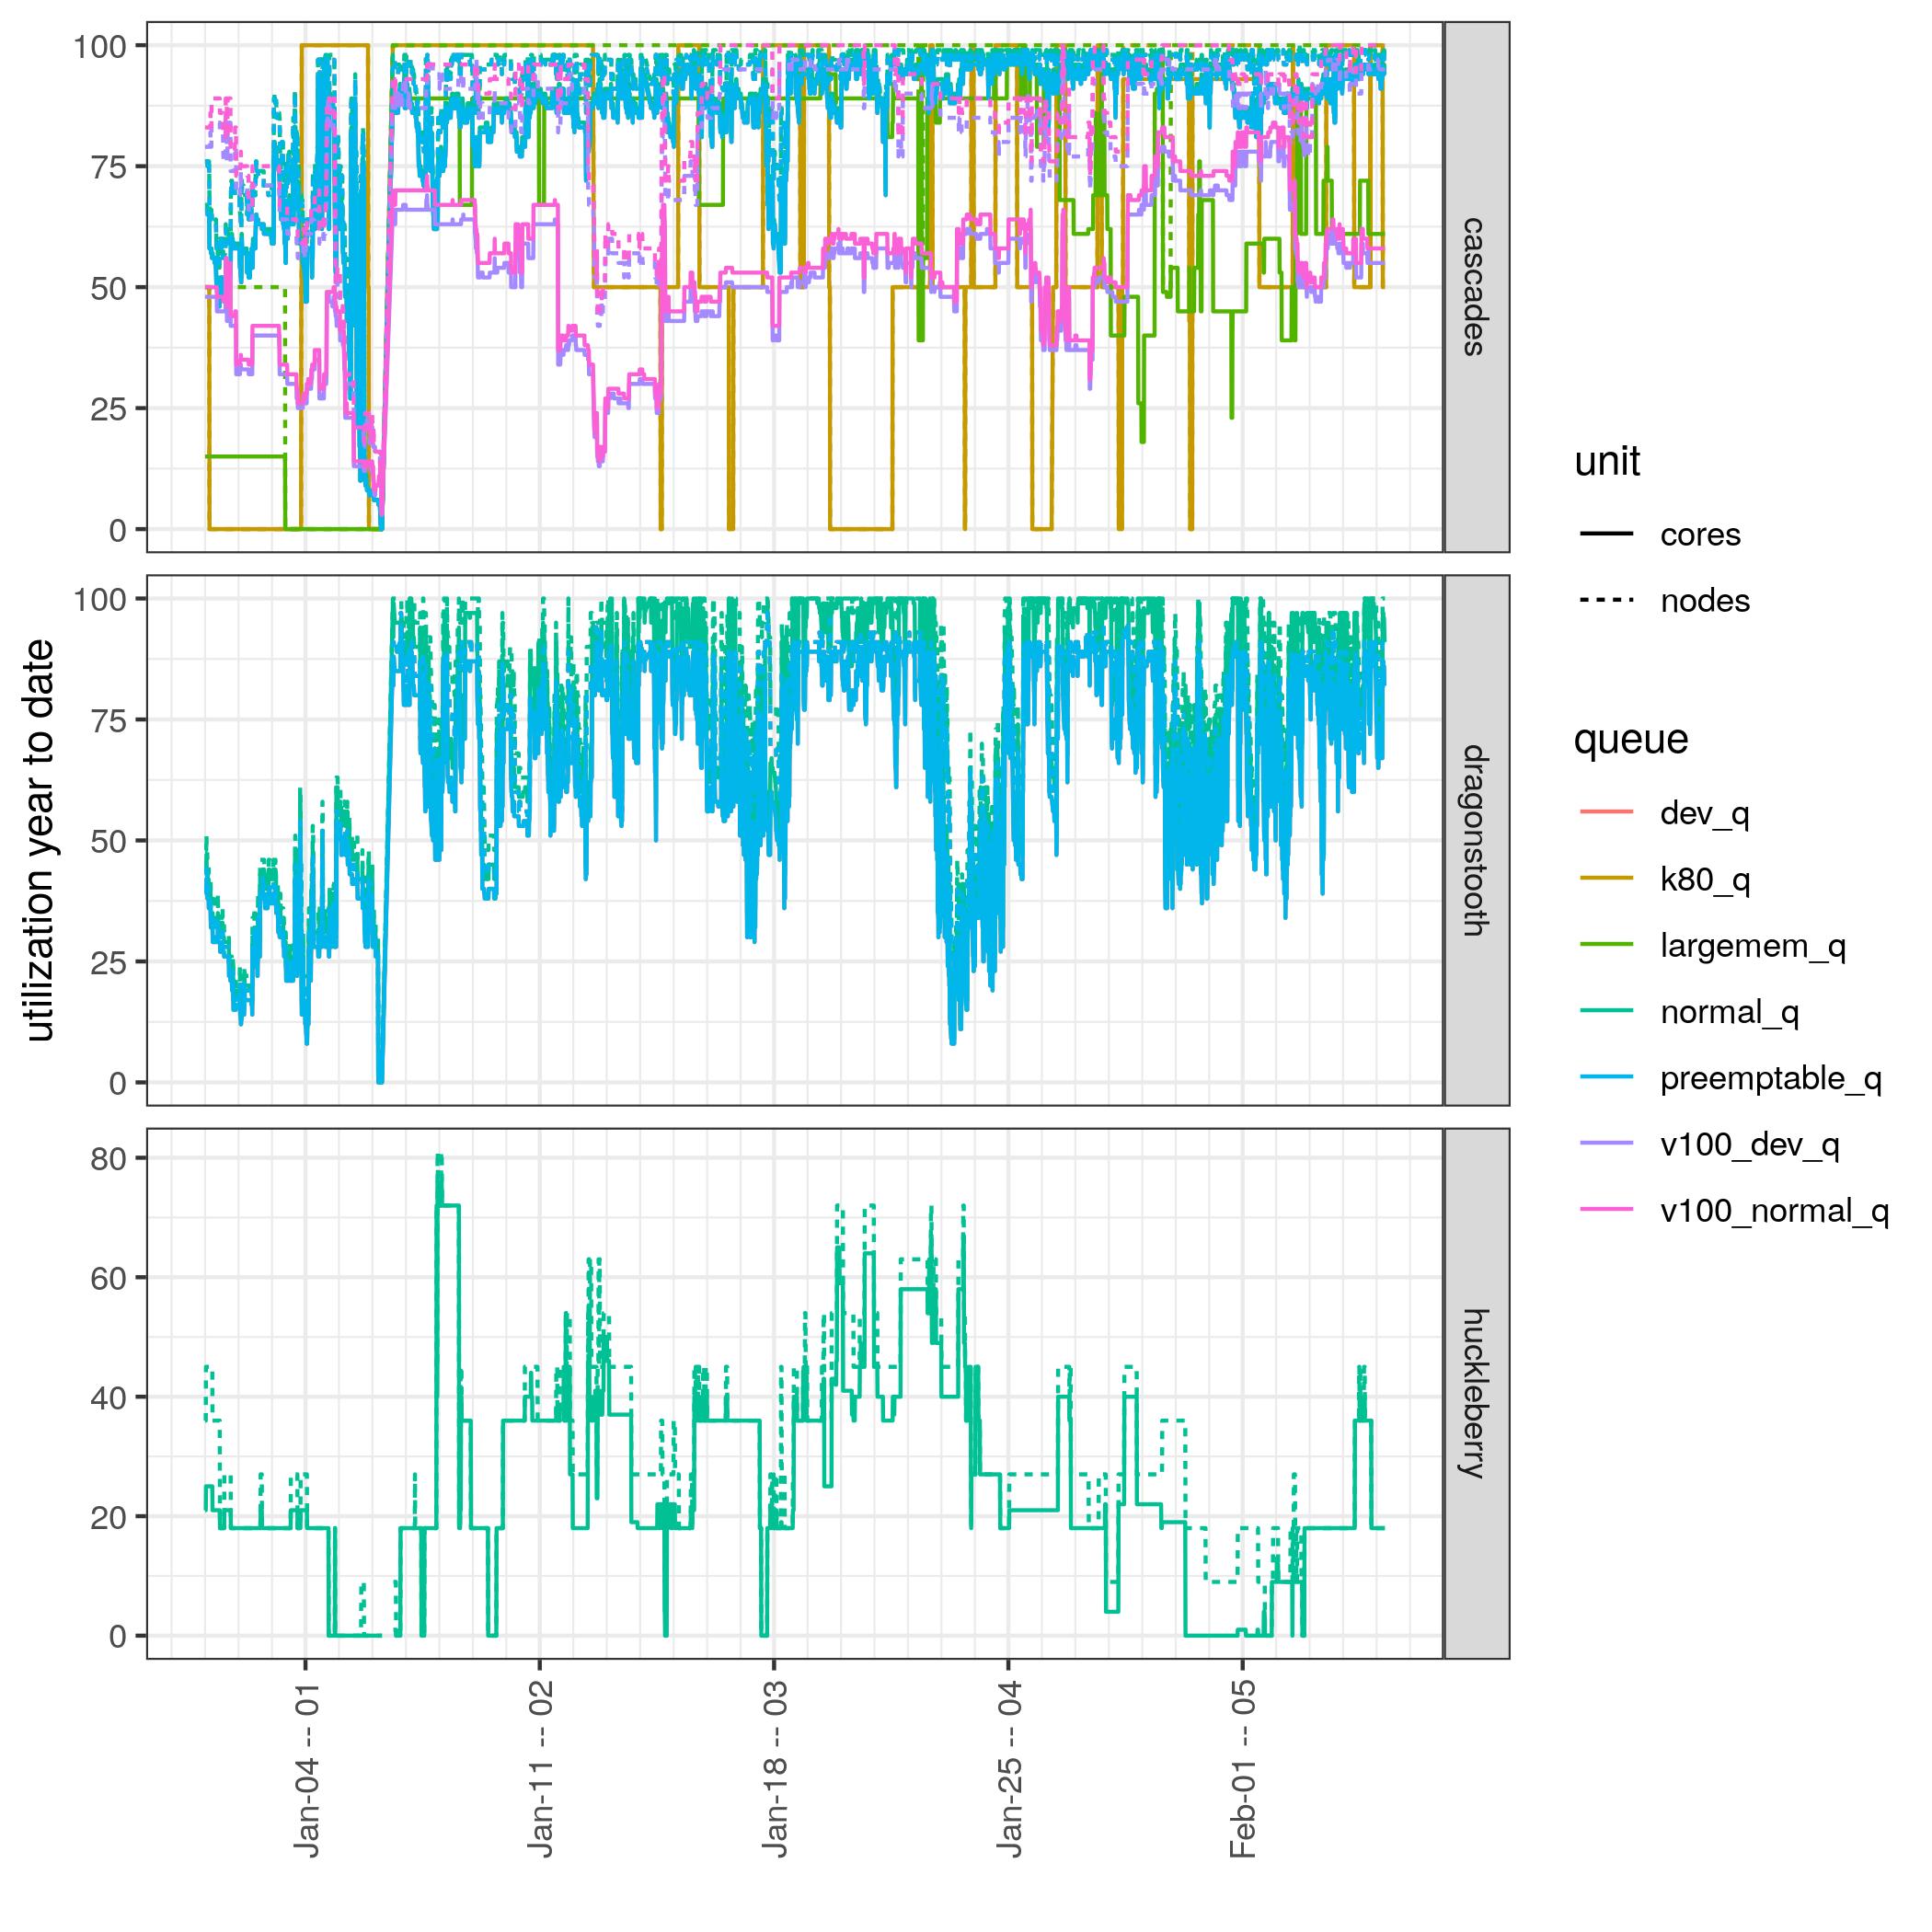 utilization year to date
100
75
50
25
0
cascades
100
75
50
25
0
dragonstooth
80
60
40
20
0
huckleberry
Jan-04 -- 01
Jan-11 -- 02
Jan-18 -- 03
Jan-25 -- 04
Feb-01 -- 05
unit
cores
nodes
queue
dev_q
k80_q
largemem_q
normal_q
preemptable_q
v100_dev_q
v100_normal_q